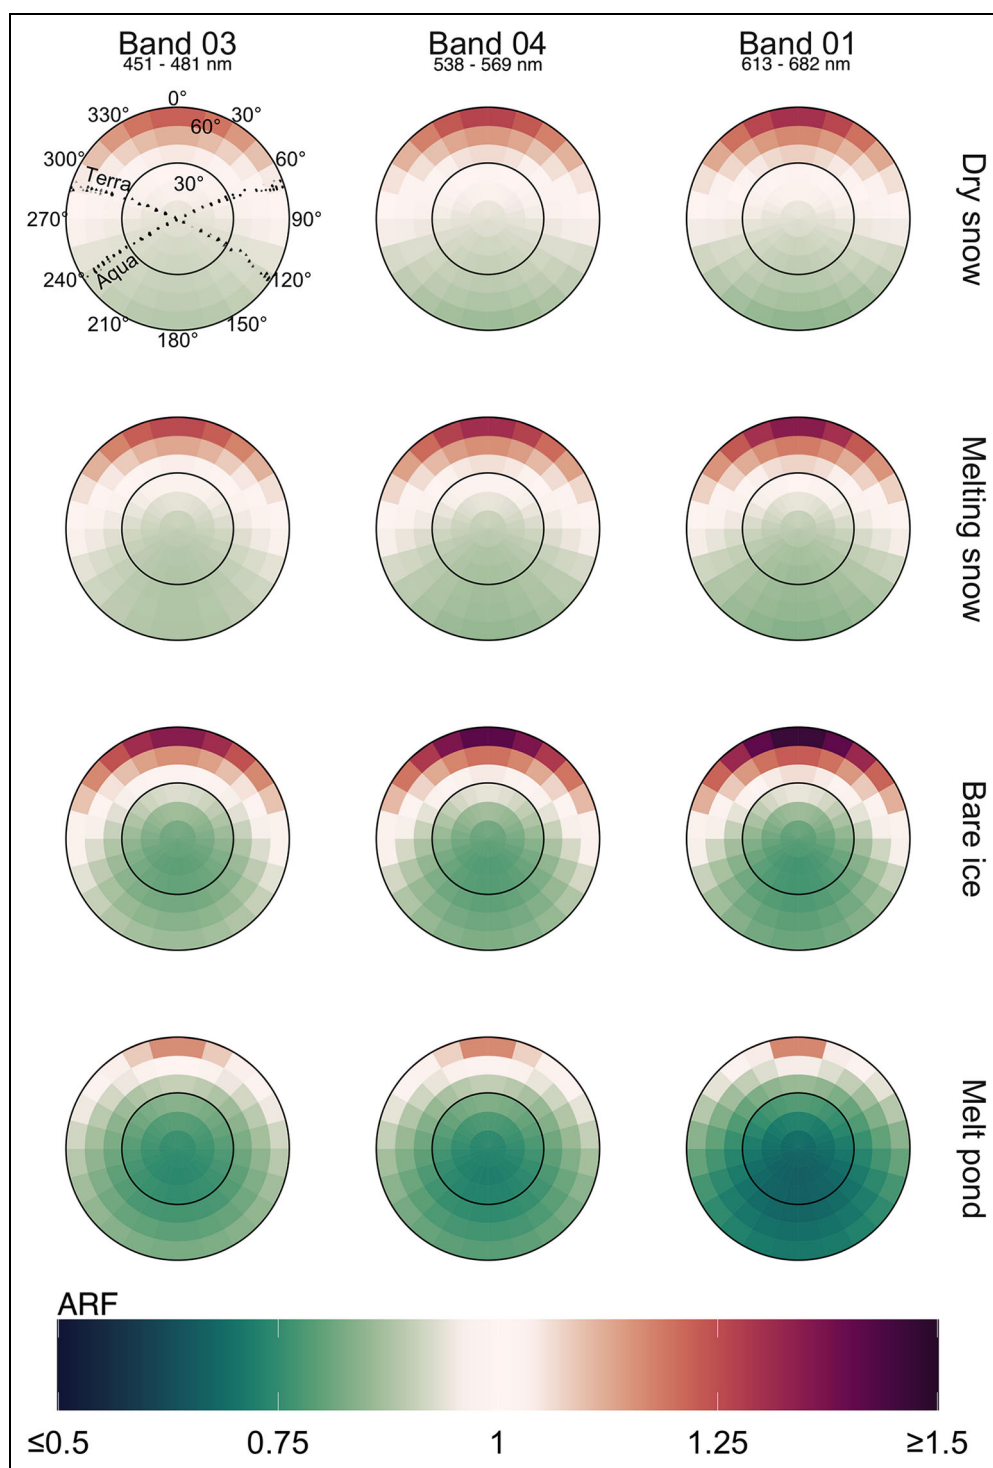 Band 03
451 - 481 nm
Band 04
538 - 569 nm
Band 01
613 - 682 nm
0°
330°
30°
60°
300°
60°
Terra
30°
270°
90°
240°
Aqua
120°
210°
150°
180°
Dry snow
Melting snow
Bare ice
Melt pond
ARF
≤0.5
0.75
1
1.25
≥1.5